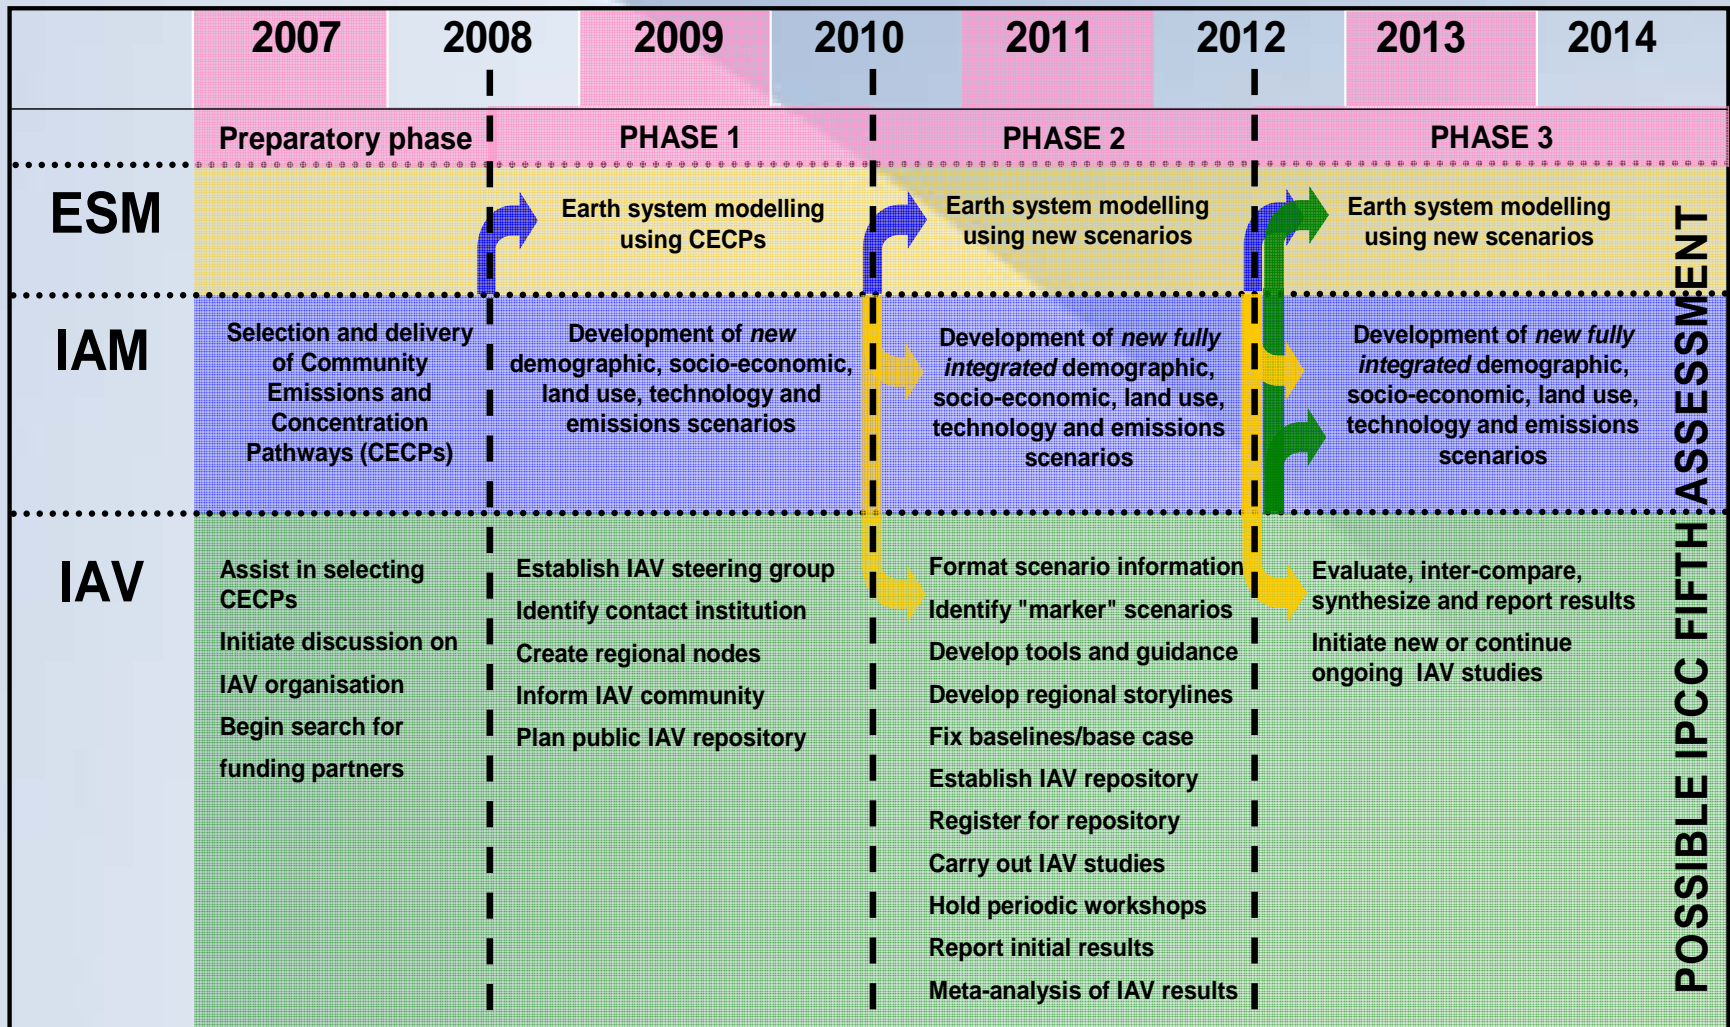 2007 2008 2009 2010 2011 2012 2013 2014
Preparatory phase PHASE 1 PHASE 2 PHASE 3
ESM
Earth system modelling
using CECPs
Earth system modelling
using new scenarios
Earth system modelling
using new scenarios
IAM
Selection and delivery
of Community
Emissions and
Concentration
Pathways (CECPs)
Development of new
demographic, socio-economic,
land use, technology and
emissions scenarios
Development of new fully
integrated demographic,
socio-economic, land use,
technology and emissions
scenarios
Development of new fully
integrated demographic,
socio-economic, land use,
technology and emissions
scenarios
IAV
Assist in selecting
CECPs
Initiate discussion on
IAV organisation
Begin search for
funding partners
Establish IAV steering group
Identify contact institution
Create regional nodes
Inform IAV community
Plan public IAV repository
Format scenario information
Identify "marker" scenarios
Develop tools and guidance
Develop regional storylines
Fix baselines/base case
Establish IAV repository
Register for repository
Carry out IAV studies
Hold periodic workshops
Report initial results
Meta-analysis of IAV results
Evaluate, inter-compare,
synthesize and report results
Initiate new or continue
ongoing IAV studies
POSSIBLE IPCC FIFTH ASSESSMENT